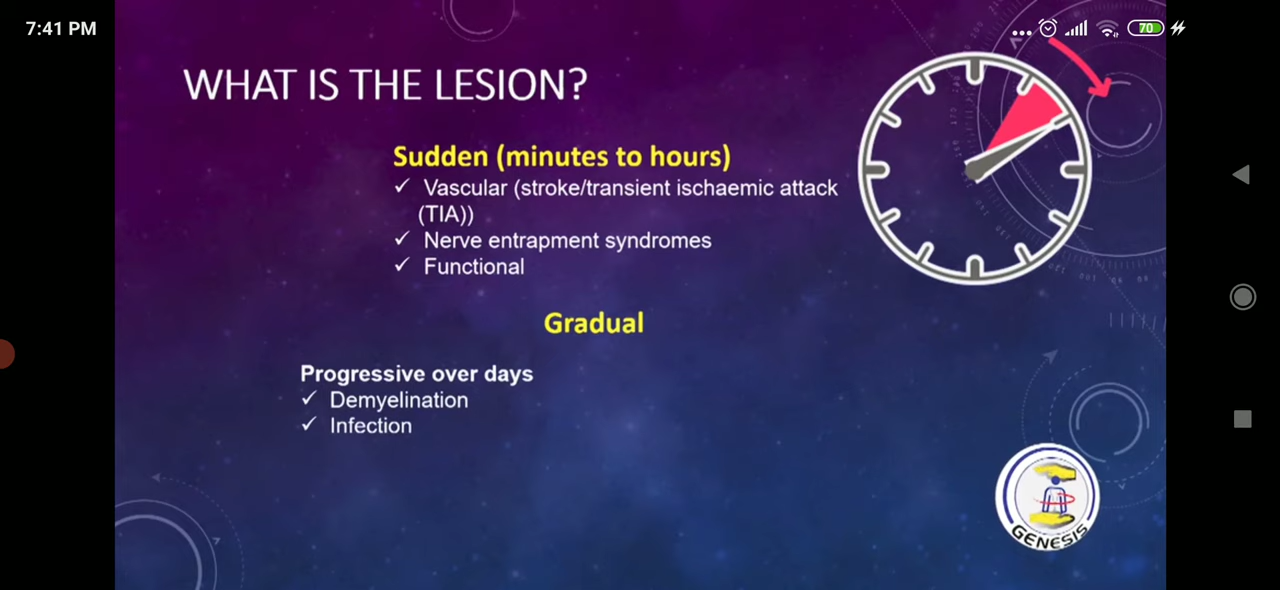 7:41 PM
70
WHAT IS THE LESION?
Sudden (minutes to hours)
✓ Vascular (stroke/transient ischaemic attack
(TIA))
✓ Nerve entrapment syndromes
✓ Functional
Gradual
Progressive over days
✓ Demyelination
✓ Infection
GENESIS